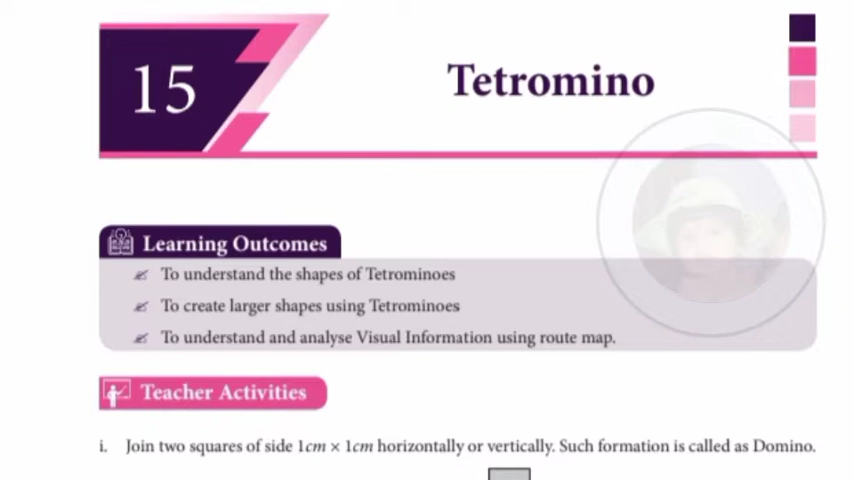 15
Tetromino
Learning Outcomes
To understand the shapes of Tetrominoes
To create larger shapes using Tetrominoes
To understand and analyse Visual Information using route map.
Teacher Activities
i. Join two squares of side 1cm × 1cm horizontally or vertically. Such formation is called as Domino.